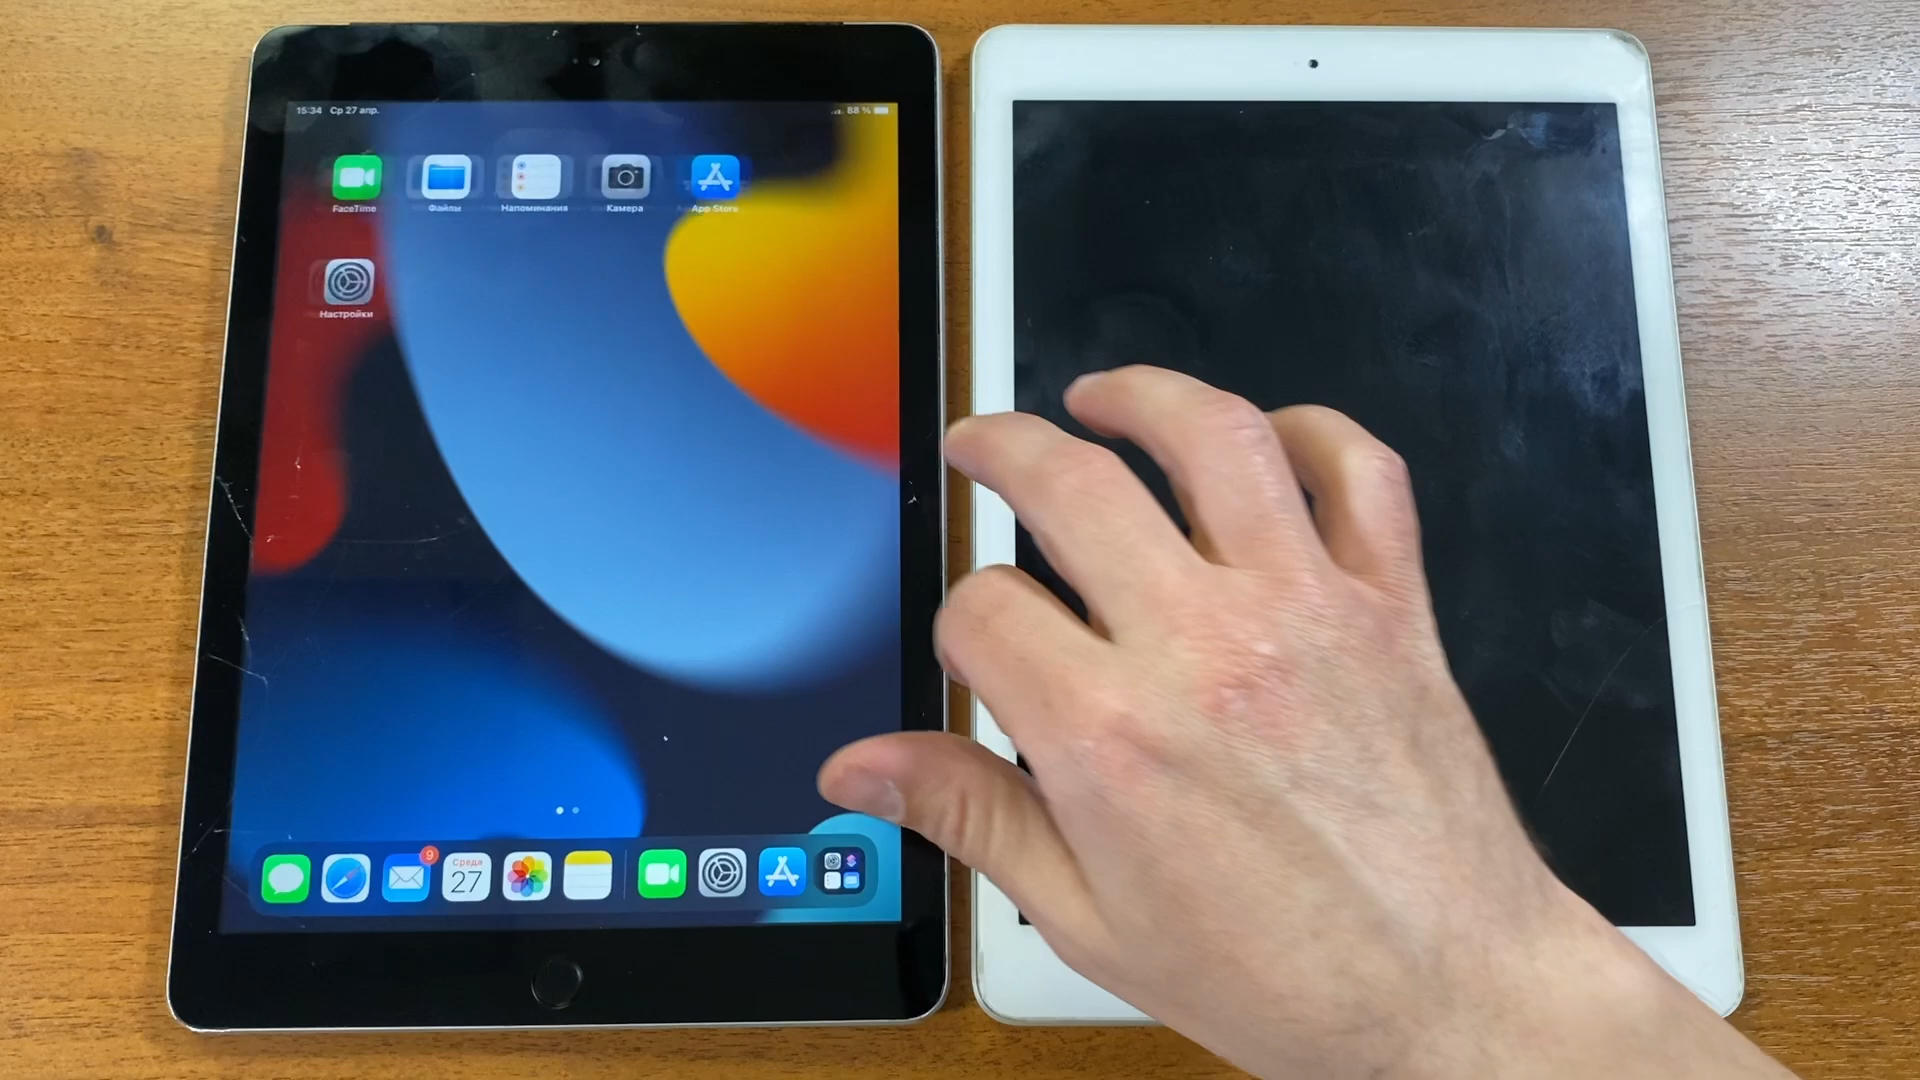 15:34 Ср 27 апр. 88 %
FaceTime Файлы Напоминания Камера App Store
Настройки
9
Среда
27